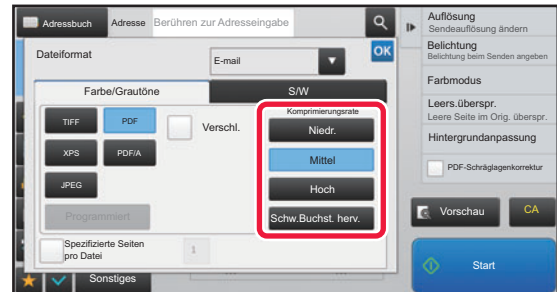 Adressbuch
Adresse
Berühren zur Adresseingabe
Dateiformat
E-mail
OK
Farbe/Grautöne
S/W
TIFF
PDF
Verschl.
XPS
PDF/A
JPEG
Programmiert
Komprimierungsrate
Niedr.
Mittel
Hoch
Schw.Buchst. herv.
Spezifizierte Seiten
pro Datei
1
Sonstiges
Auflösung
Sendeauflösung ändern
Belichtung
Belichtung beim Senden angeben
Farbmodus
Leers.überspr.
Leere Seite im Orig. überspr.
Hintergrundanpassung
PDF-Schräglagenkorrektur
Vorschau
CA
Start